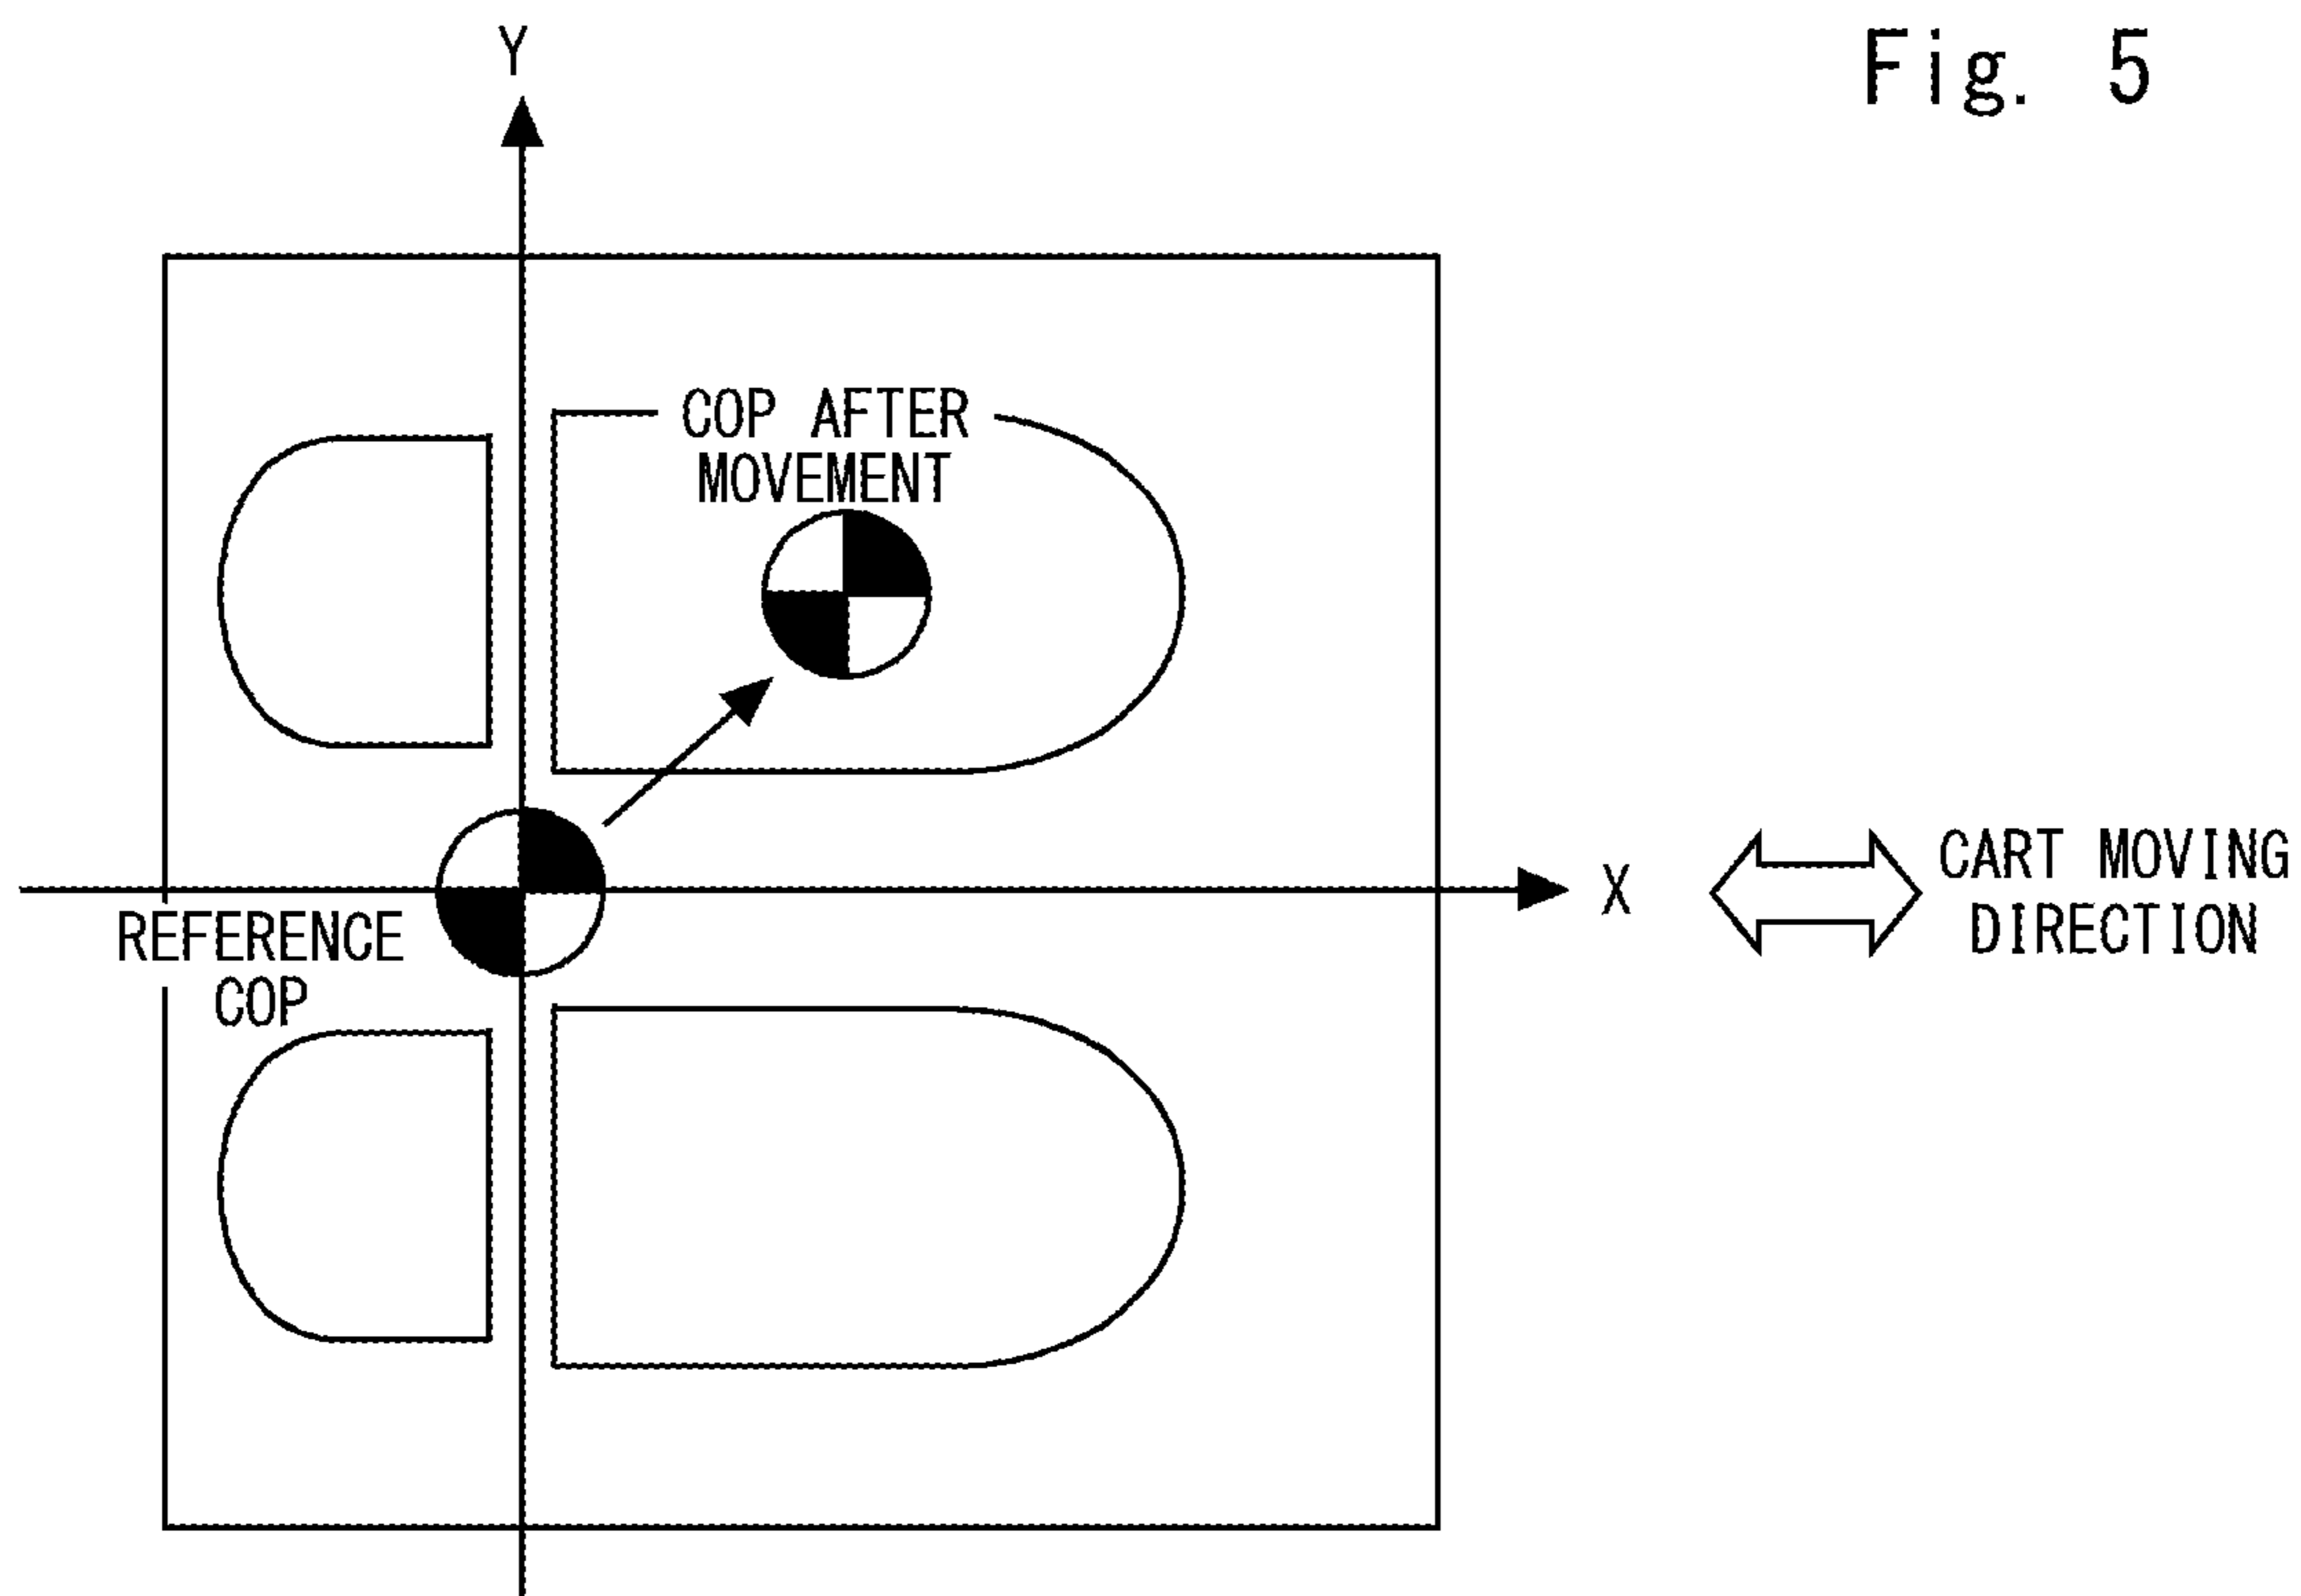 Fig. 5
Y
COP AFTER
MOVEMENT
X
CART MOVING
DIRECTION
REFERENCE
COP